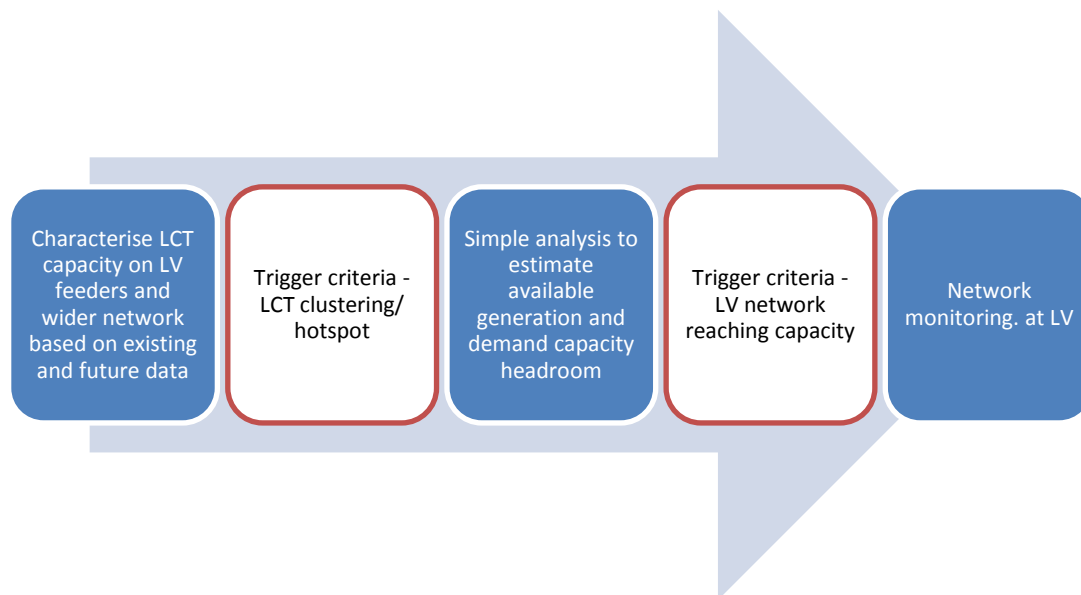 Characterise LCT
capacity on LV
feeders and
wider network
based on existing
and future data
Trigger criteria -
LCT clustering/
hotspot
Simple analysis to
estimate
available
generation and
demand capacity
headroom
Trigger criteria -
LV network
reaching capacity
Network
monitoring. at LV